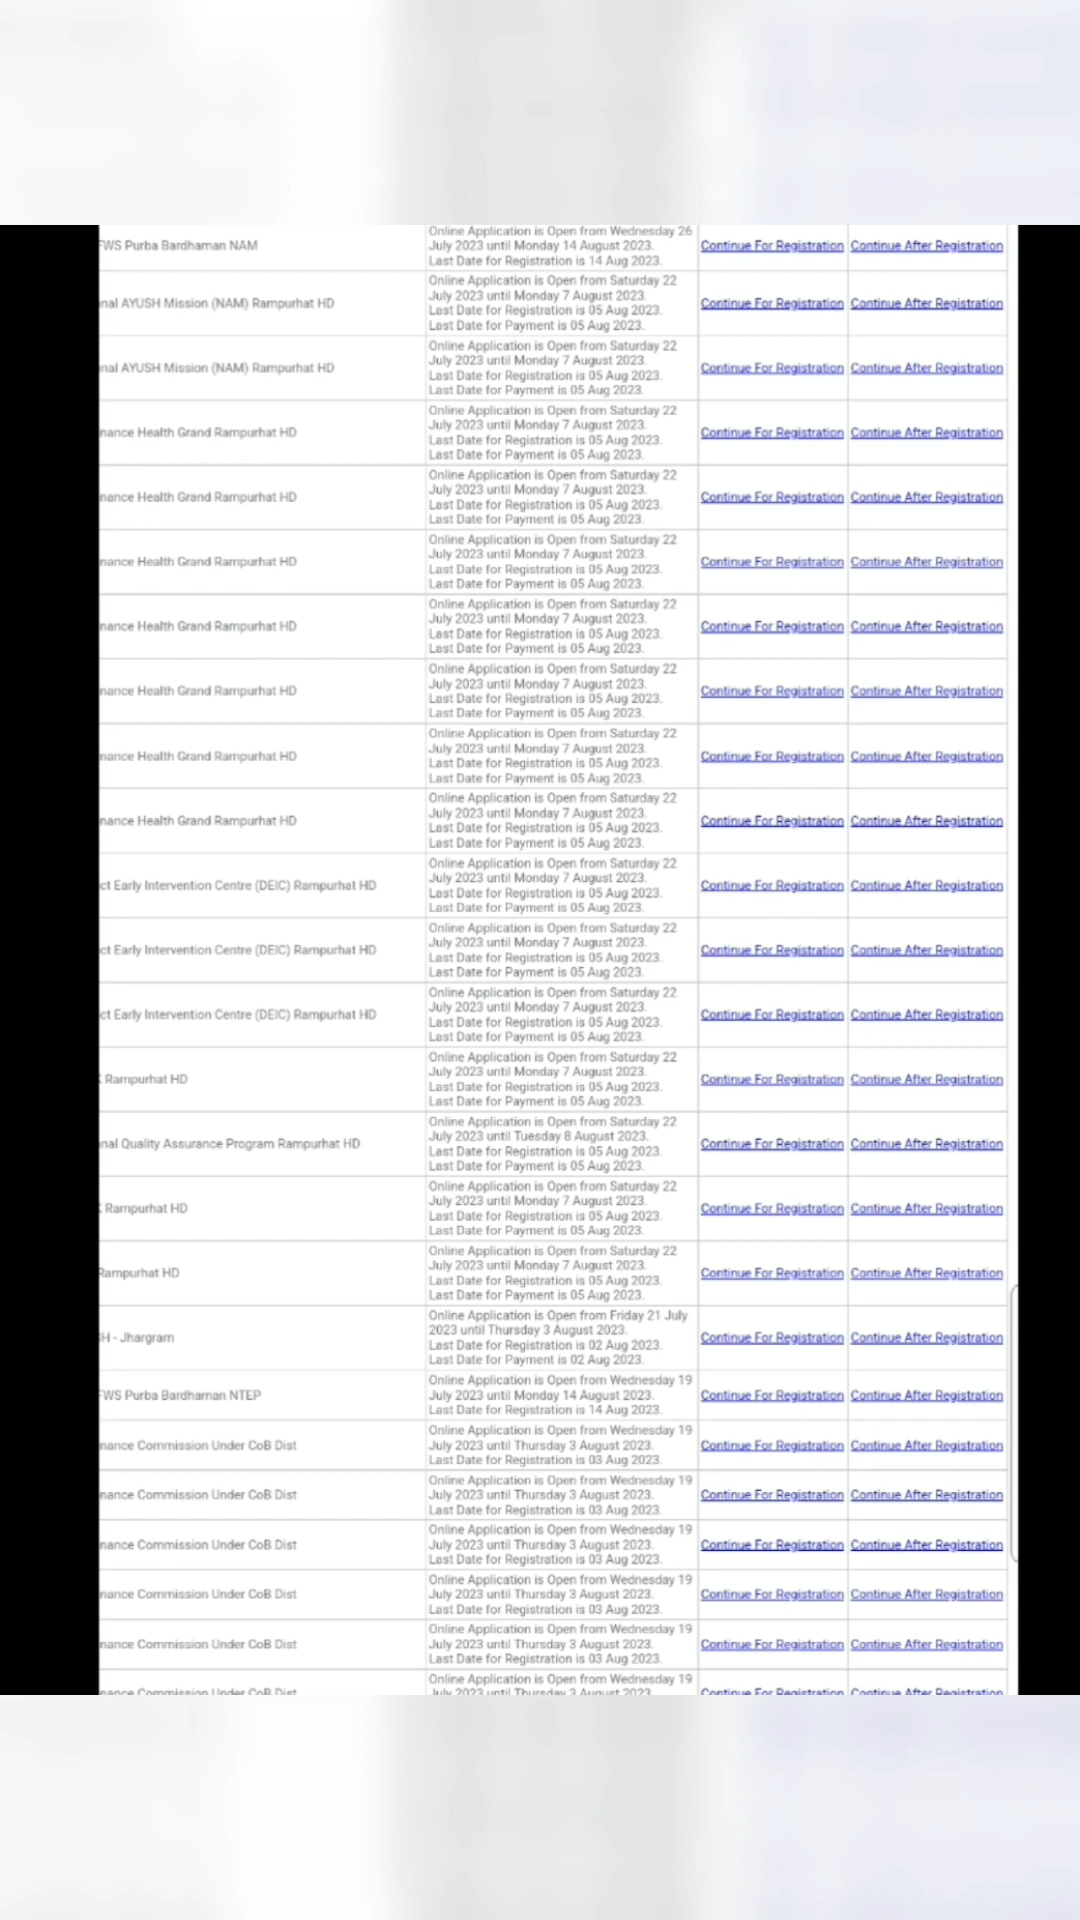 FWS Purba Bardhaman NAM
Online Application is Open from Wednesday 26
July 2023 until Monday 14 August 2023.
Last Date for Registration is 14 Aug 2023.
Continue For Registration Continue After Registration
nal AYUSH Mission (NAM) Rampurhat HD
Online Application is Open from Saturday 22
July 2023 until Monday 7 August 2023.
Last Date for Registration is 05 Aug 2023.
Last Date for Payment is 05 Aug 2023.
Continue For Registration Continue After Registration
nal AYUSH Mission (NAM) Rampurhat HD
Online Application is Open from Saturday 22
July 2023 until Monday 7 August 2023.
Last Date for Registration is 05 Aug 2023.
Last Date for Payment is 05 Aug 2023.
Continue For Registration Continue After Registration
nance Health Grand Rampurhat HD
Online Application is Open from Saturday 22
July 2023 until Monday 7 August 2023.
Last Date for Registration is 05 Aug 2023.
Last Date for Payment is 05 Aug 2023.
Continue For Registration Continue After Registration
nance Health Grand Rampurhat HD
Online Application is Open from Saturday 22
July 2023 until Monday 7 August 2023.
Last Date for Registration is 05 Aug 2023.
Last Date for Payment is 05 Aug 2023.
Continue For Registration Continue After Registration
nance Health Grand Rampurhat HD
Online Application is Open from Saturday 22
July 2023 until Monday 7 August 2023.
Last Date for Registration is 05 Aug 2023.
Last Date for Payment is 05 Aug 2023.
Continue For Registration Continue After Registration
nance Health Grand Rampurhat HD
Online Application is Open from Saturday 22
July 2023 until Monday 7 August 2023.
Last Date for Registration is 05 Aug 2023.
Last Date for Payment is 05 Aug 2023.
Continue For Registration Continue After Registration
nance Health Grand Rampurhat HD
Online Application is Open from Saturday 22
July 2023 until Monday 7 August 2023.
Last Date for Registration is 05 Aug 2023.
Last Date for Payment is 05 Aug 2023.
Continue For Registration Continue After Registration
nance Health Grand Rampurhat HD
Online Application is Open from Saturday 22
July 2023 until Monday 7 August 2023.
Last Date for Registration is 05 Aug 2023.
Last Date for Payment is 05 Aug 2023.
Continue For Registration Continue After Registration
nance Health Grand Rampurhat HD
Online Application is Open from Saturday 22
July 2023 until Monday 7 August 2023.
Last Date for Registration is 05 Aug 2023.
Last Date for Payment is 05 Aug 2023.
Continue For Registration Continue After Registration
ct Early Intervention Centre (DEIC) Rampurhat HD
Online Application is Open from Saturday 22
July 2023 until Monday 7 August 2023.
Last Date for Registration is 05 Aug 2023.
Last Date for Payment is 05 Aug 2023.
Continue For Registration Continue After Registration
ct Early Intervention Centre (DEIC) Rampurhat HD
Online Application is Open from Saturday 22
July 2023 until Monday 7 August 2023.
Last Date for Registration is 05 Aug 2023.
Last Date for Payment is 05 Aug 2023.
Continue For Registration Continue After Registration
ct Early Intervention Centre (DEIC) Rampurhat HD
Online Application is Open from Saturday 22
July 2023 until Monday 7 August 2023.
Last Date for Registration is 05 Aug 2023.
Last Date for Payment is 05 Aug 2023.
Continue For Registration Continue After Registration
Rampurhat HD
Online Application is Open from Saturday 22
July 2023 until Monday 7 August 2023.
Last Date for Registration is 05 Aug 2023.
Last Date for Payment is 05 Aug 2023.
Continue For Registration Continue After Registration
nal Quality Assurance Program Rampurhat HD
Online Application is Open from Saturday 22
July 2023 until Tuesday 8 August 2023.
Last Date for Registration is 05 Aug 2023.
Last Date for Payment is 05 Aug 2023.
Continue For Registration Continue After Registration
Rampurhat HD
Online Application is Open from Saturday 22
July 2023 until Monday 7 August 2023.
Last Date for Registration is 05 Aug 2023.
Last Date for Payment is 05 Aug 2023.
Continue For Registration Continue After Registration
Rampurhat HD
Online Application is Open from Saturday 22
July 2023 until Monday 7 August 2023.
Last Date for Registration is 05 Aug 2023.
Last Date for Payment is 05 Aug 2023.
Continue For Registration Continue After Registration
H - Jhargram
Online Application is Open from Friday 21 July
2023 until Thursday 3 August 2023.
Last Date for Registration is 02 Aug 2023.
Last Date for Payment is 02 Aug 2023.
Continue For Registration Continue After Registration
FWS Purba Bardhaman NTEP
Online Application is Open from Wednesday 19
July 2023 until Monday 14 August 2023.
Last Date for Registration is 14 Aug 2023.
Continue For Registration Continue After Registration
nance Commission Under CoB Dist
Online Application is Open from Wednesday 19
July 2023 until Thursday 3 August 2023.
Last Date for Registration is 03 Aug 2023.
Continue For Registration Continue After Registration
nance Commission Under CoB Dist
Online Application is Open from Wednesday 19
July 2023 until Thursday 3 August 2023.
Last Date for Registration is 03 Aug 2023.
Continue For Registration Continue After Registration
nance Commission Under CoB Dist
Online Application is Open from Wednesday 19
July 2023 until Thursday 3 August 2023.
Last Date for Registration is 03 Aug 2023.
Continue For Registration Continue After Registration
nance Commission Under CoB Dist
Online Application is Open from Wednesday 19
July 2023 until Thursday 3 August 2023.
Last Date for Registration is 03 Aug 2023.
Continue For Registration Continue After Registration
nance Commission Under CoB Dist
Online Application is Open from Wednesday 19
July 2023 until Thursday 3 August 2023.
Last Date for Registration is 03 Aug 2023.
Continue For Registration Continue After Registration
nance Commission Under CoB Dist
Online Application is Open from Wednesday 19
July 2023 until Thursday 3 August 2023.
Continue For Registration Continue After Registration